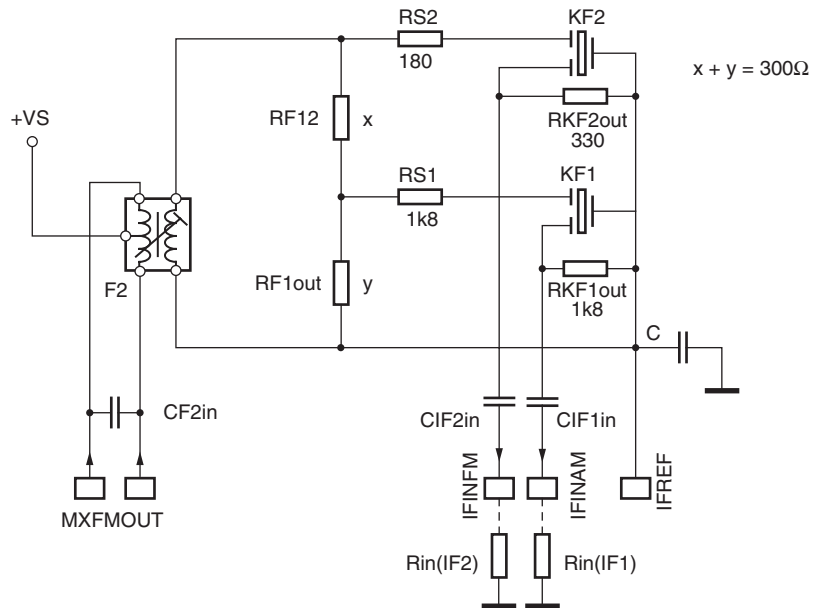 RS2
KF2
180
x + y = 300Ω
+VS
RF12
x
RKF2out
330
RS1
KF1
1k8
F2
RF1out
y
RKF1out
1k8
C
CF2in
CIF2in
CIF1in
IFINFM
IFINAM
IFREF
MXFMOUT
Rin(IF2)
Rin(IF1)